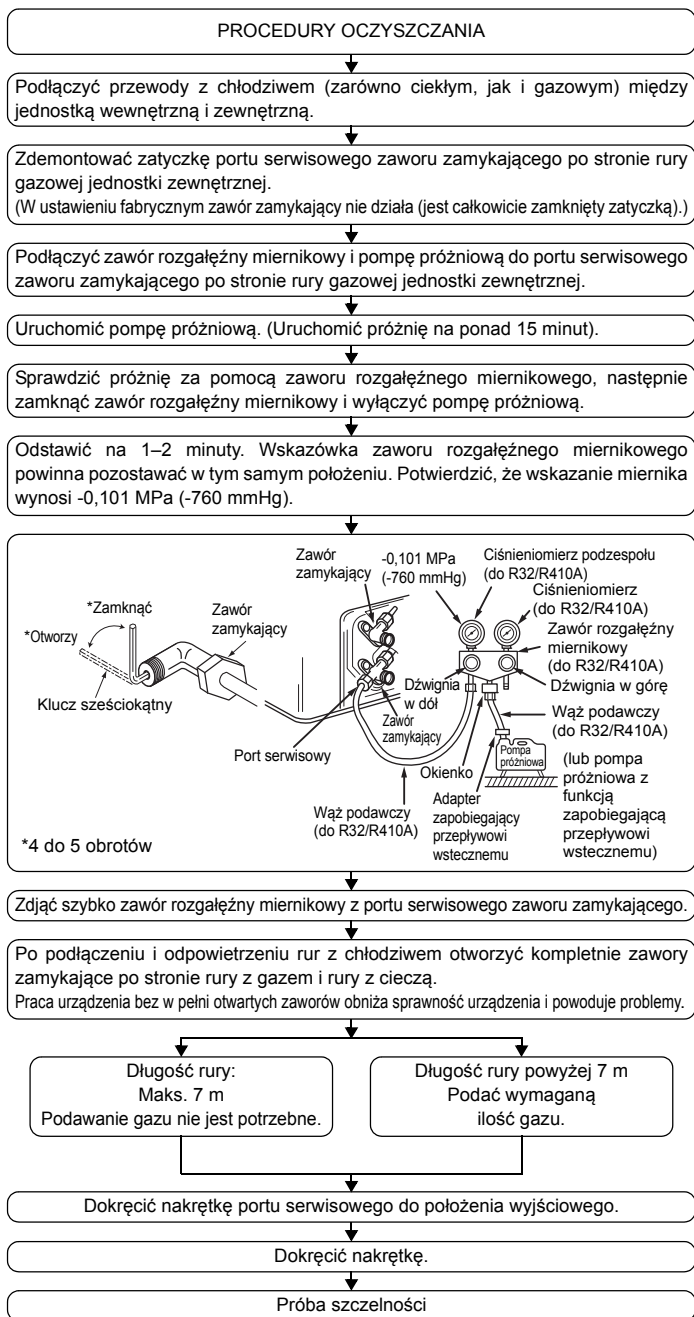 PROCEDURY OCZYSZCZANIA
Podłączyć przewody z chłodziwem (zarówno ciekłym, jak i gazowym) między
jednostką wewnętrzną i zewnętrzną.
Zdemontować zatyczkę portu serwisowego zaworu zamykającego po stronie rury
gazowej jednostki zewnętrznej.
(W ustawieniu fabrycznym zawór zamykający nie działa (jest całkowicie zamknięty zatyczką).)
Podłączyć zawór rozgałęźny miernikowy i pompę próżniową do portu serwisowego
zaworu zamykającego po stronie rury gazowej jednostki zewnętrznej.
Uruchomić pompę próżniową. (Uruchomić próżnię na ponad 15 minut).
Sprawdzić próżnię za pomocą zaworu rozgałęźnego miernikowego, następnie
zamknąć zawór rozgałęźny miernikowy i wyłączyć pompę próżniową.
Odstawić na 1–2 minuty. Wskazówka zaworu rozgałęźnego miernikowego
powinna pozostawać w tym samym położeniu. Potwierdzić, że wskazanie miernika
wynosi -0,101 MPa (-760 mmHg).
*Zamknąć
*Otworzy
Klucz sześciokątny
Zawór
zamykający
Zawór
zamykający
-0,101 MPa
(-760 mmHg)
Ciśnieniomierz podzespołu
(do R32/R410A)
Ciśnieniomierz
(do R32/R410A)
Zawór rozgałęźny
miernikowy
(do R32/R410A)
Dźwignia
w dół
Dźwignia w górę
Zawór
zamykający
Port serwisowy
Wąż podawczy
(do R32/R410A)
Okienko
Pompa
próżniowa
Wąż podawczy
(do R32/R410A)
Adapter
zapobiegający
przepływowi
wstecznemu
(lub pompa
próżniowa z
funkcją
zapobiegającą
przepływowi
wstecznemu)
*4 do 5 obrotów
Zdjąć szybko zawór rozgałęźny miernikowy z portu serwisowego zaworu zamykającego.
Po podłączeniu i odpowietrzeniu rur z chłodziwem otworzyć kompletnie zawory
zamykające po stronie rury z gazem i rury z cieczą.
Praca urządzenia bez w pełni otwartych zaworów obniża sprawność urządzenia i powoduje problemy.
Długość rury:
Maks. 7 m
Podawanie gazu nie jest potrzebne.
Długość rury powyżej 7 m
Podać wymaganą
ilość gazu.
Dokręcić nakrętkę portu serwisowego do położenia wyjściowego.
Dokręcić nakrętkę.
Próba szczelności